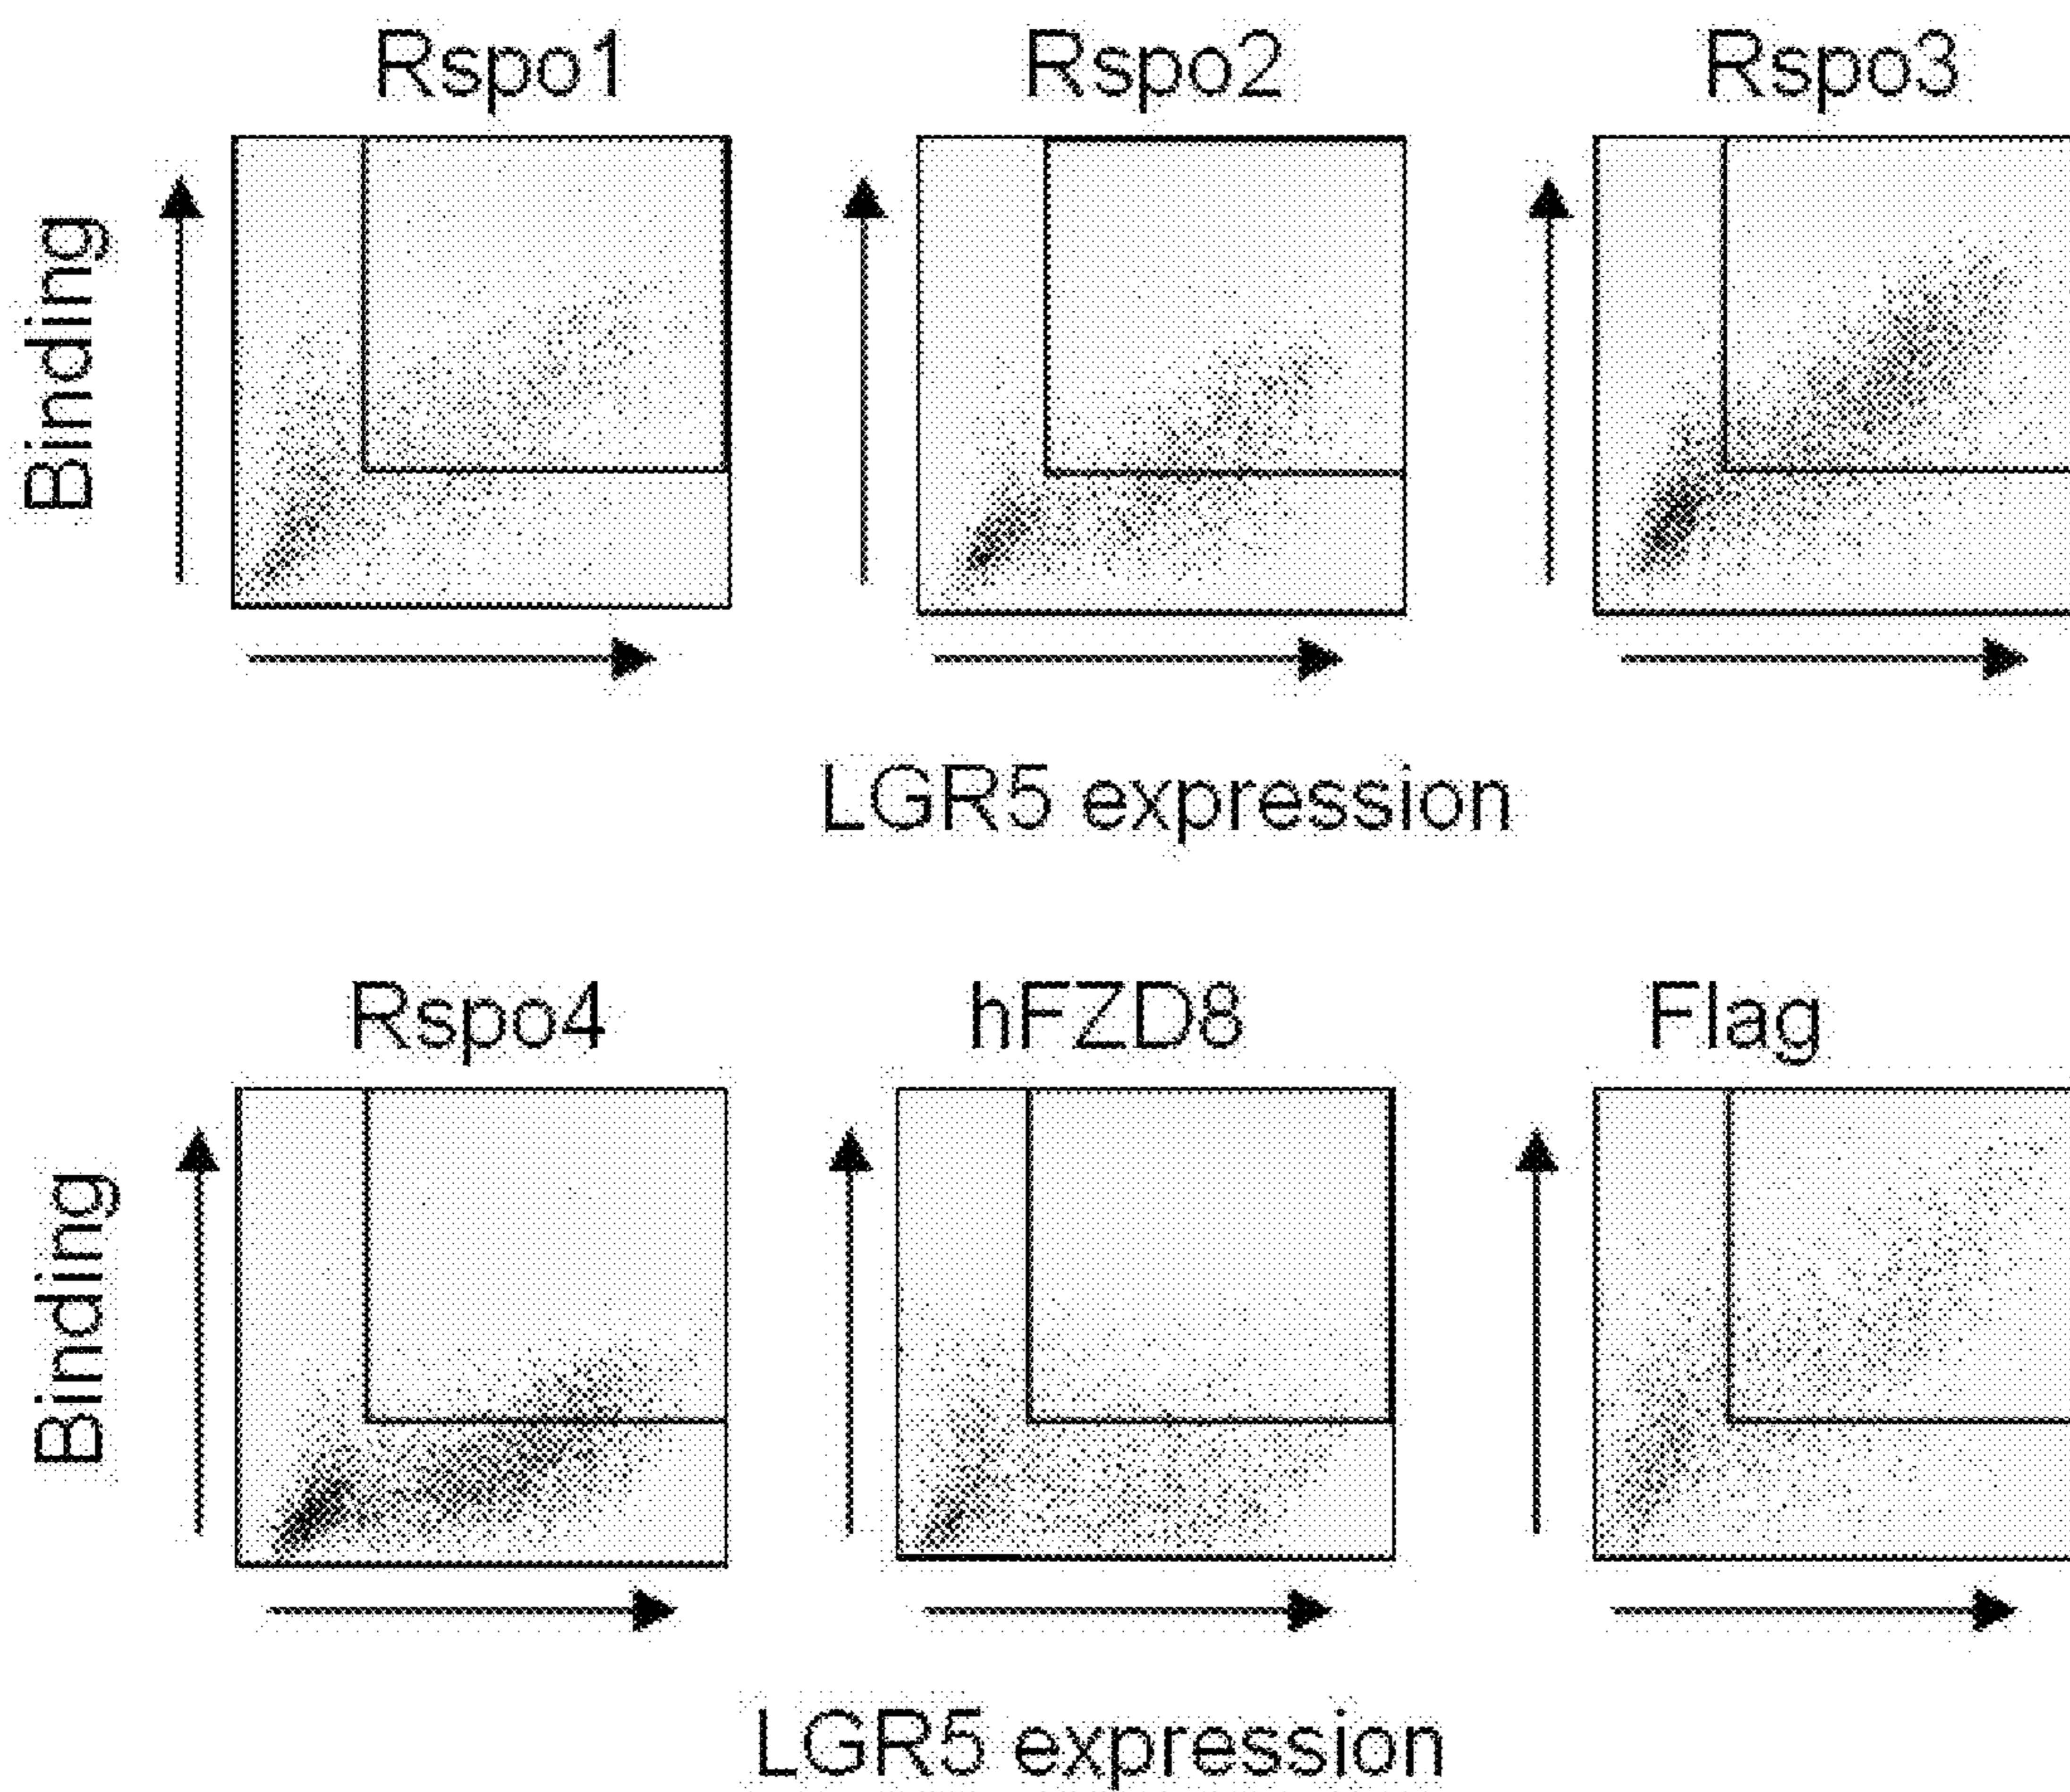 Rspo1 Rspo2 Rspo3
Binding
LGR5 expression
Rspo4 hFZD8 Flag
Binding
LGR5 expression